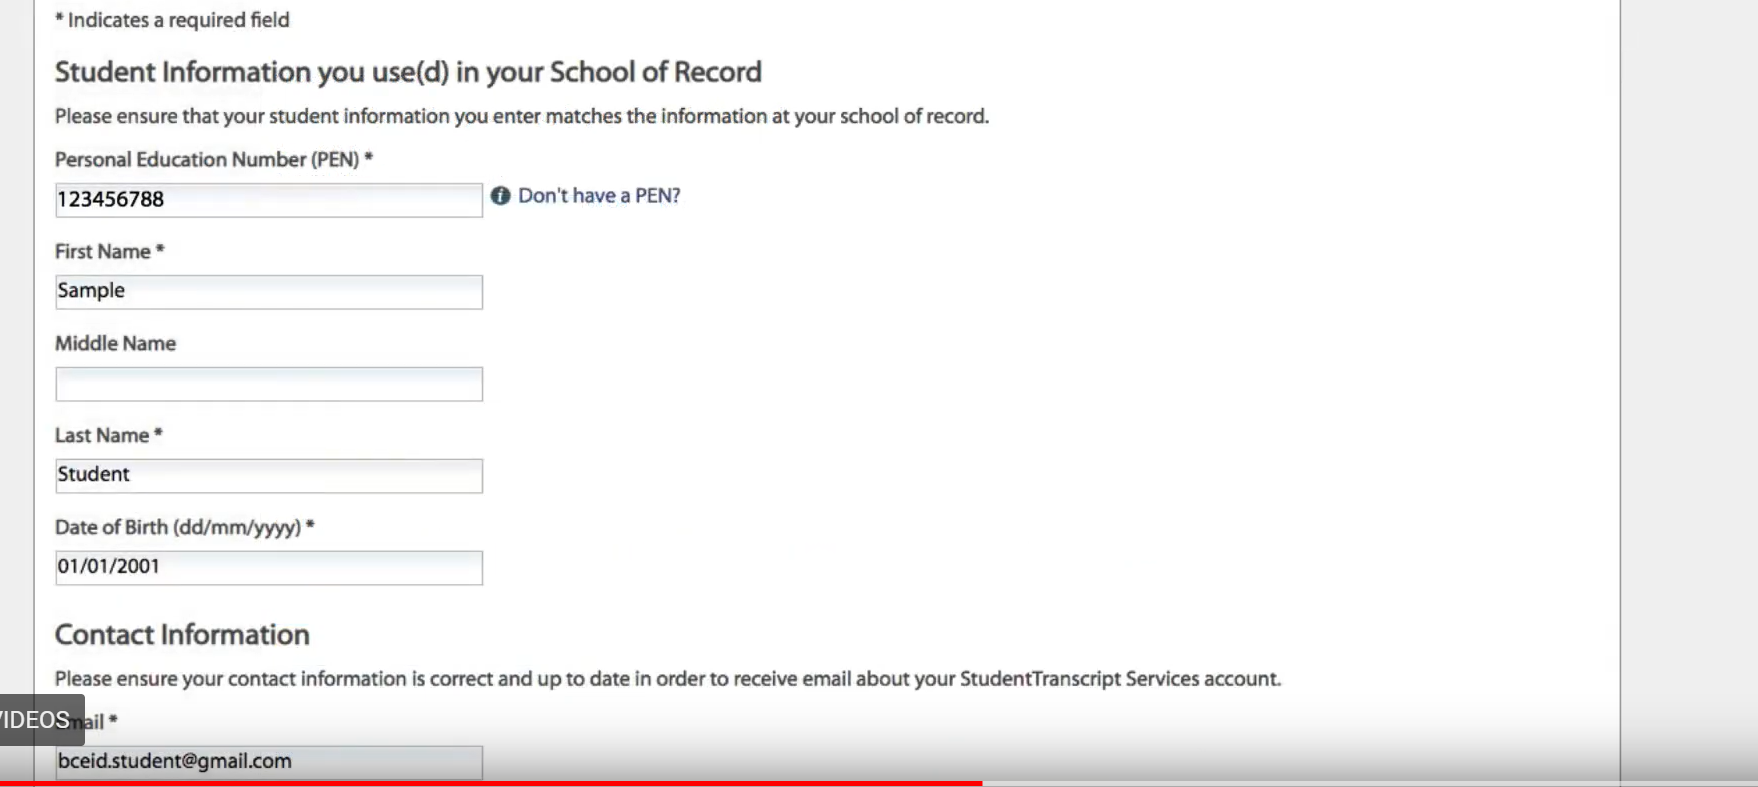 * Indicates a required field
Student Information you use(d) in your School of Record
Please ensure that your student information you enter matches the information at your school of record.
Personal Education Number (PEN) *
123456788
Don't have a PEN?
First Name *
Sample
Middle Name
Last Name *
Student
Date of Birth (dd/mm/yyyy) *
01/01/2001
Contact Information
Please ensure your contact information is correct and up to date in order to receive email about your StudentTranscript Services account.
VIDEOS
Email *
bceid.student@gmail.com